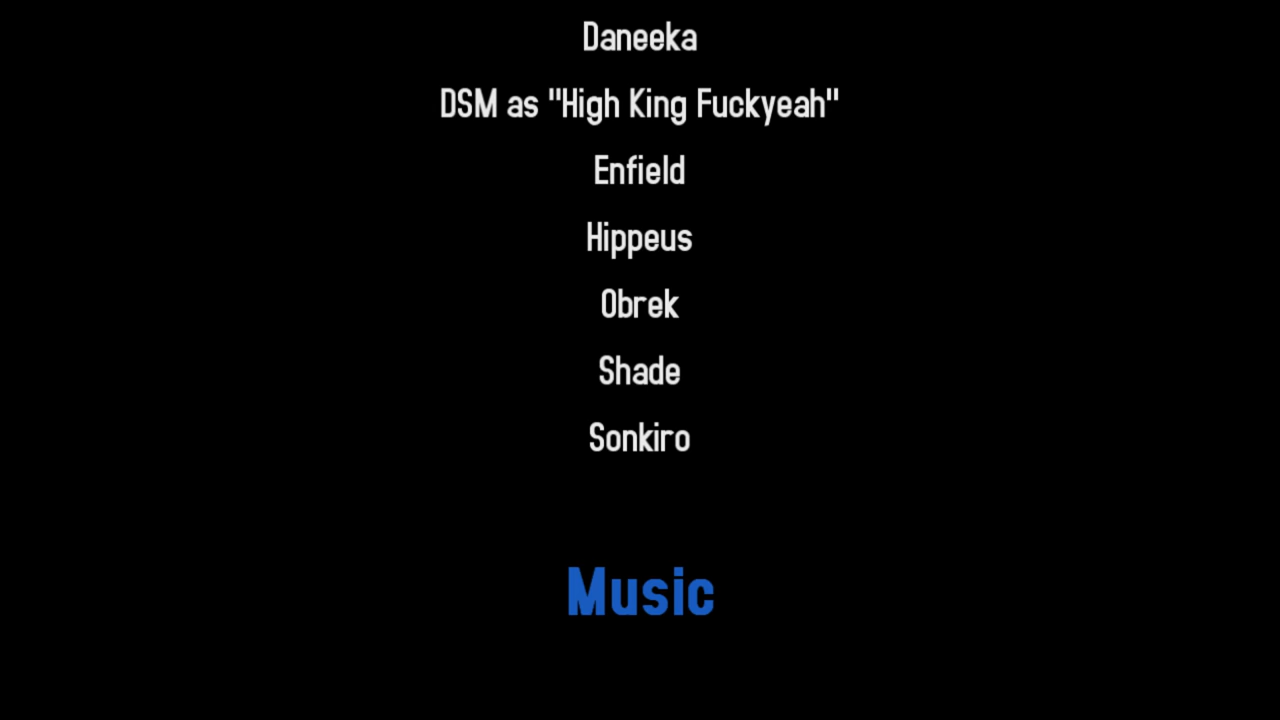 Daneeka
DSM as "High King Fuckyeah"
Enfield
Hippeus
Obrek
Shade
Sonkiro
Music